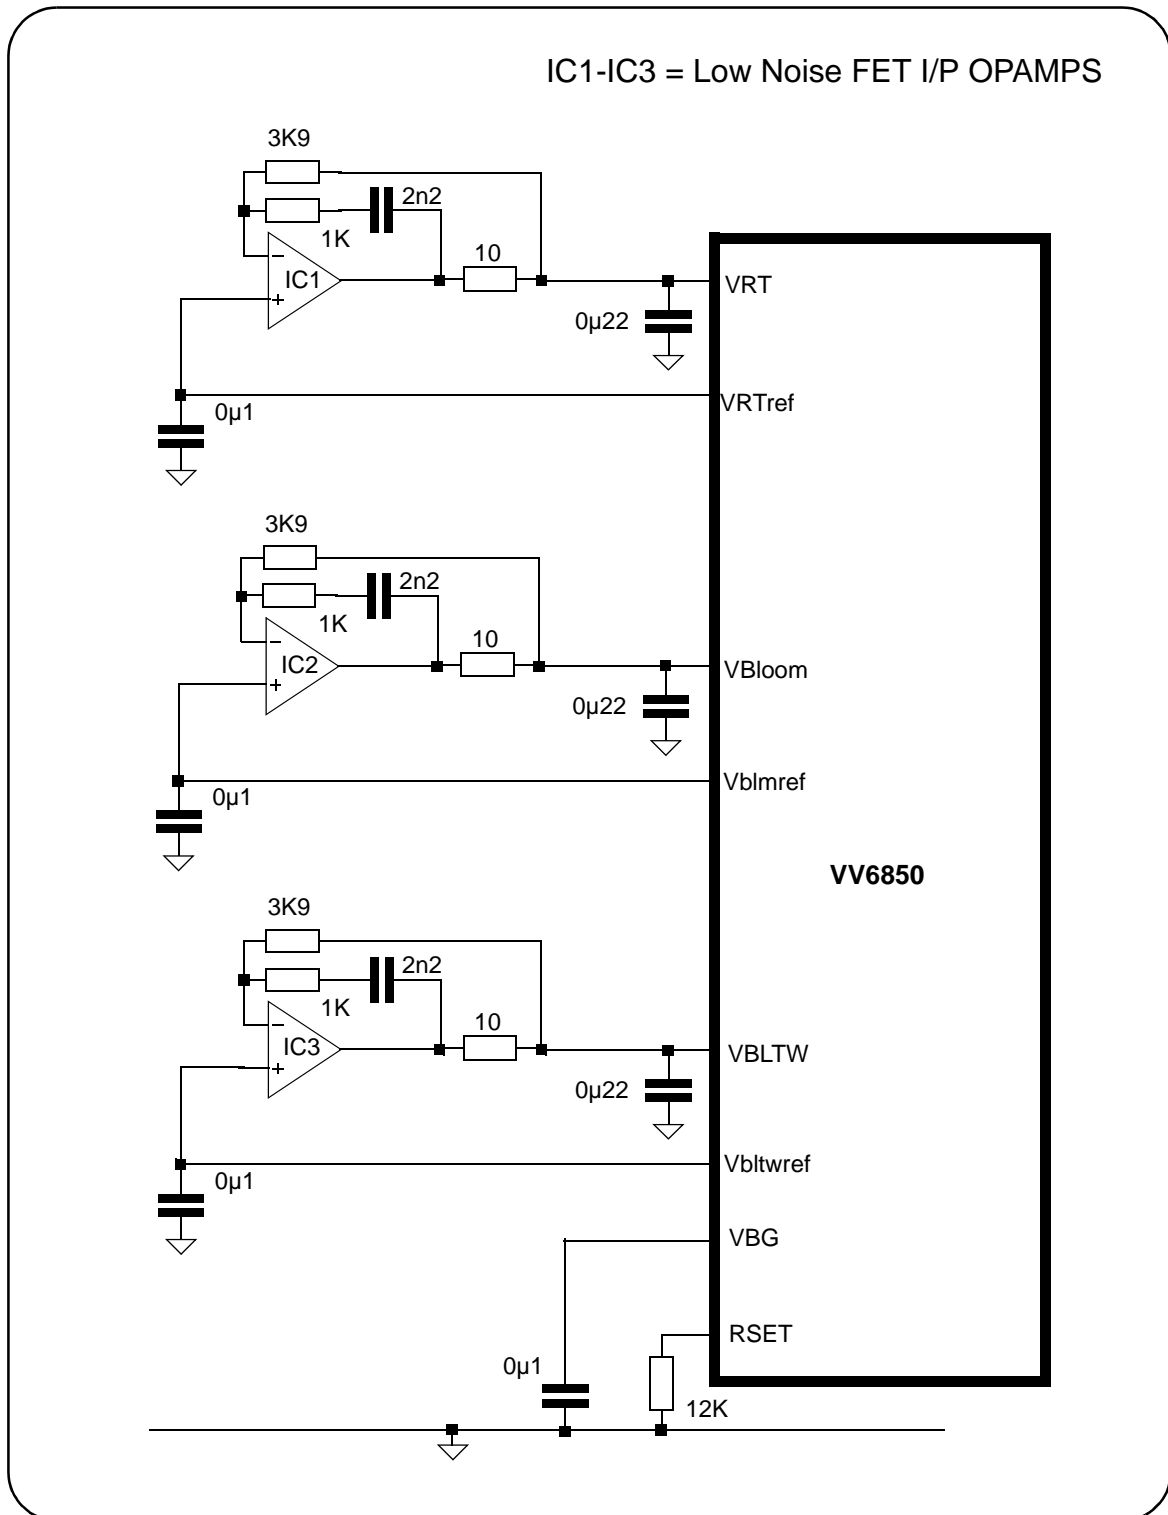 IC1-IC3 = Low Noise FET I/P OPAMPS
3K9
2n2
1K
10
−
IC1
+
VRT
0µ22
VRTref
0µ1
3K9
2n2
1K
10
−
IC2
+
VBloom
0µ22
Vblmref
0µ1
VV6850
3K9
2n2
1K
10
−
IC3
+
VBLTW
0µ22
Vbltwref
0µ1
VBG
RSET
0µ1
12K